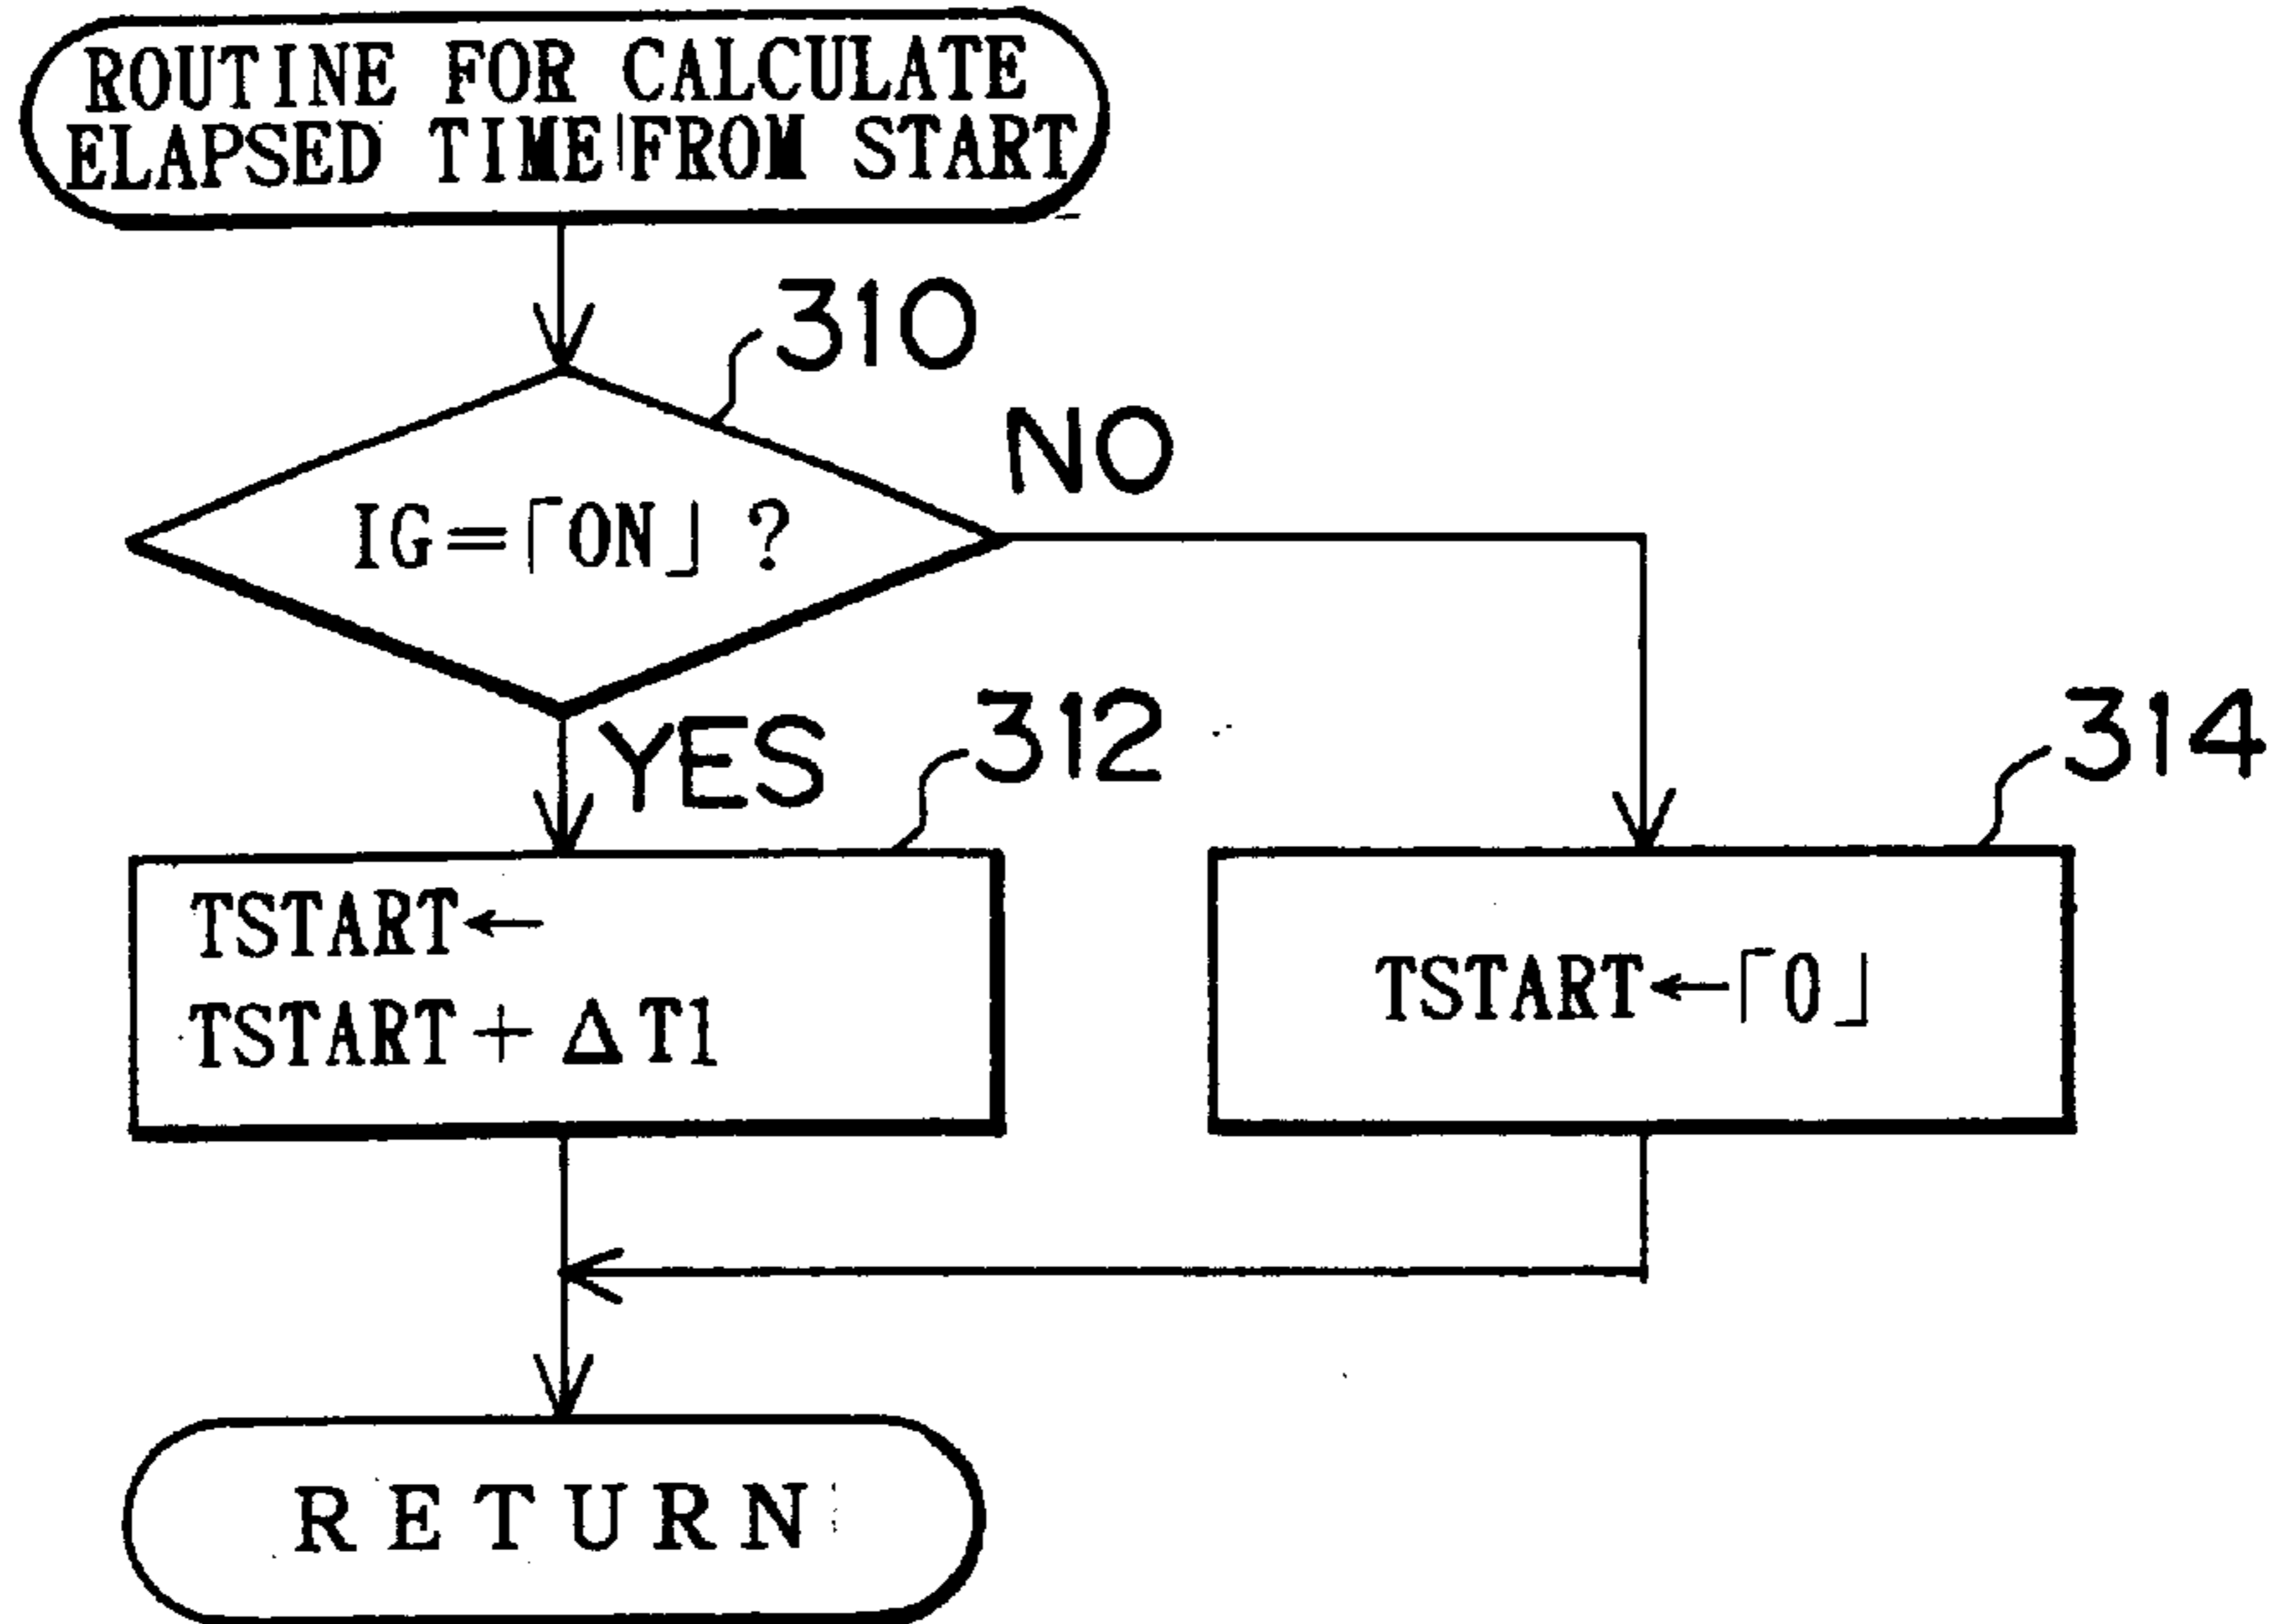 ROUTINE FOR CALCULATE
ELAPSED TIME FROM START
310
IG=「ON」?
NO
YES
312
314
TSTART←
TSTART+ΔT1
TSTART←「0」
RETURN